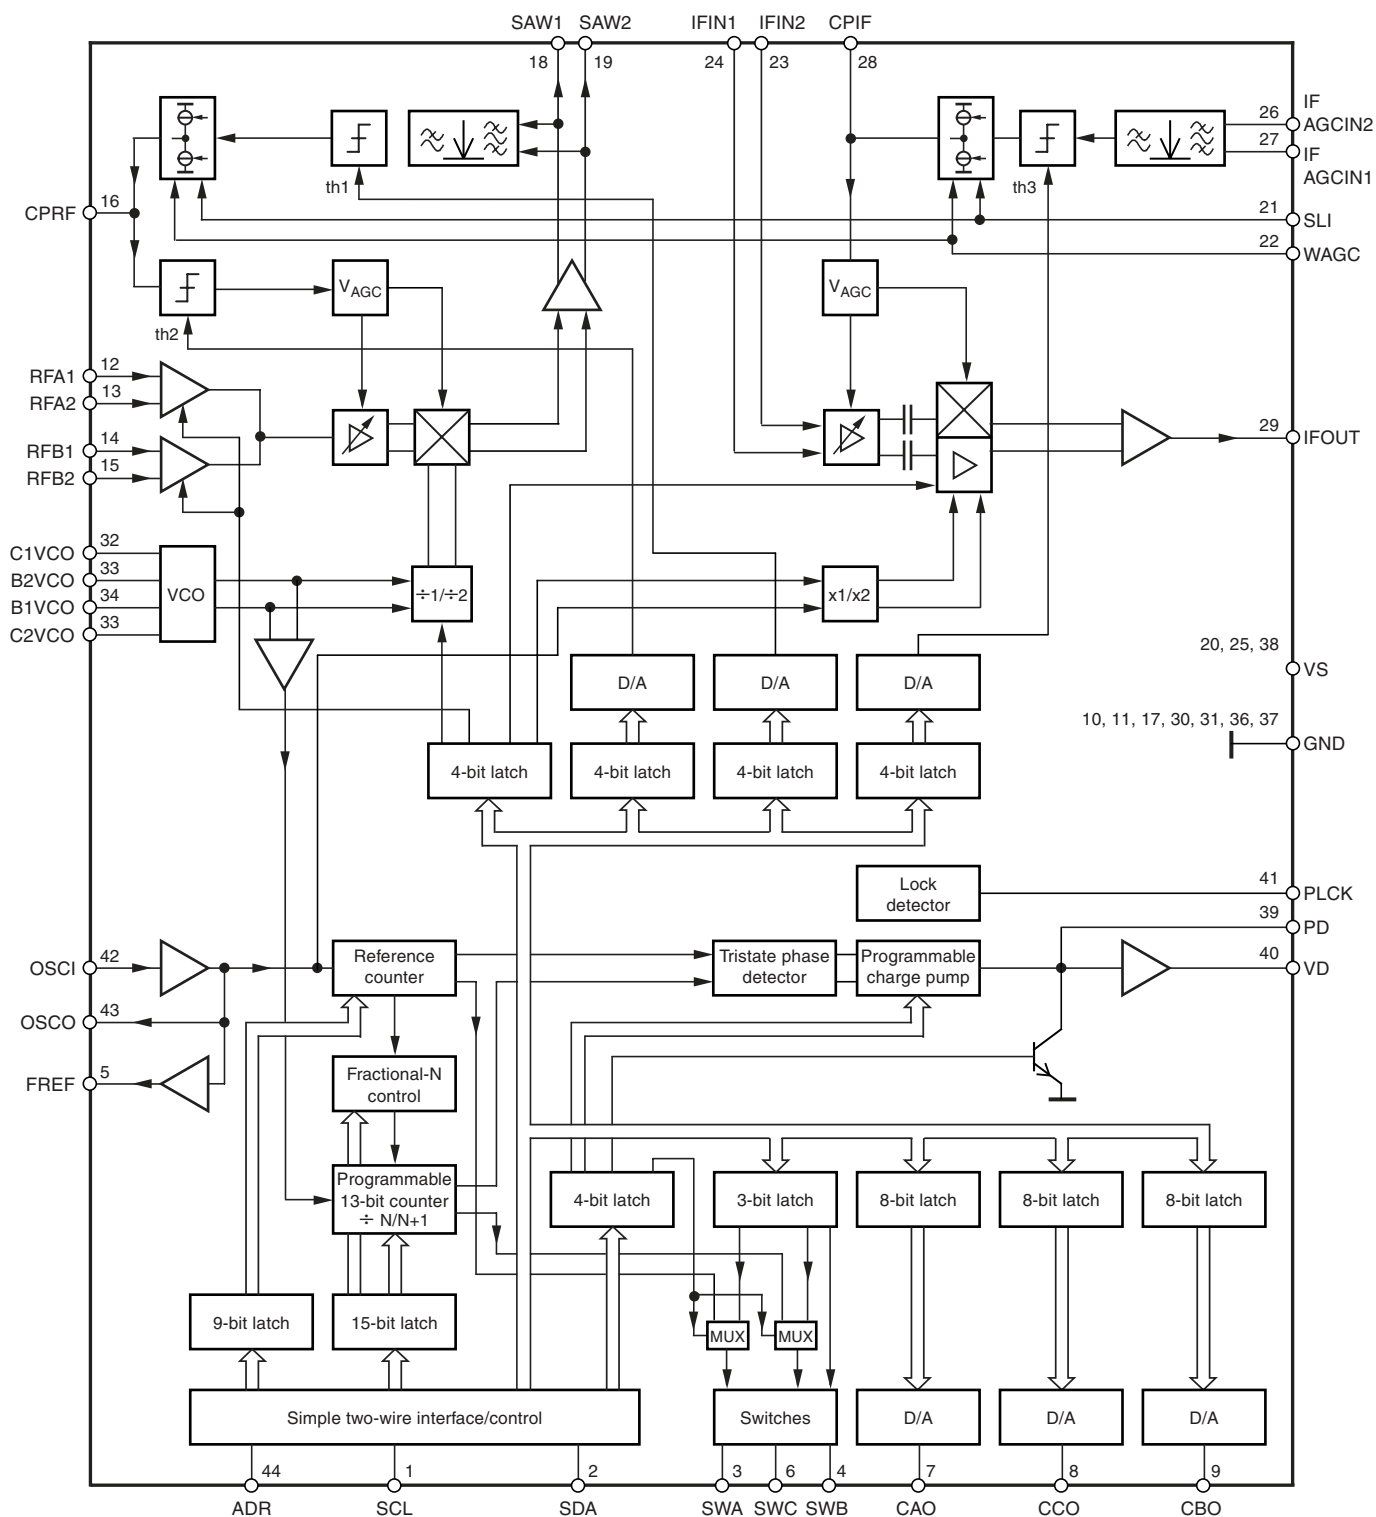 SAW1 SAW2 IFIN1 IFIN2 CPIF
18 19 24 23 28
26 IF
AGCIN2
27 IF
AGCIN1
th1 th3
CPRF 16
21 SLI
22 WAGC
VAGC VAGC
th2
RFA1 12
RFA2 13
RFB1 14
RFB2 15
29 IFOUT
C1VCO 32
B2VCO 33
B1VCO 34
C2VCO 33
VCO
÷1/÷2
x1/x2
20, 25, 38
VS
D/A D/A D/A
10, 11, 17, 30, 31, 36, 37
GND
4-bit latch 4-bit latch 4-bit latch 4-bit latch
Lock
detector
41 PLCK
39 PD
40 VD
OSCI 42
Reference
counter
Tristate phase
detector
Programmable
charge pump
OSCO 43
FREF 5
Fractional-N
control
Programmable
13-bit counter
÷ N/N+1
4-bit latch 3-bit latch 8-bit latch 8-bit latch 8-bit latch
9-bit latch 15-bit latch
MUX MUX
Simple two-wire interface/control Switches D/A D/A D/A
44 1 2 3 6 4 7 8 9
ADR SCL SDA SWA SWC SWB CAO CCO CBO